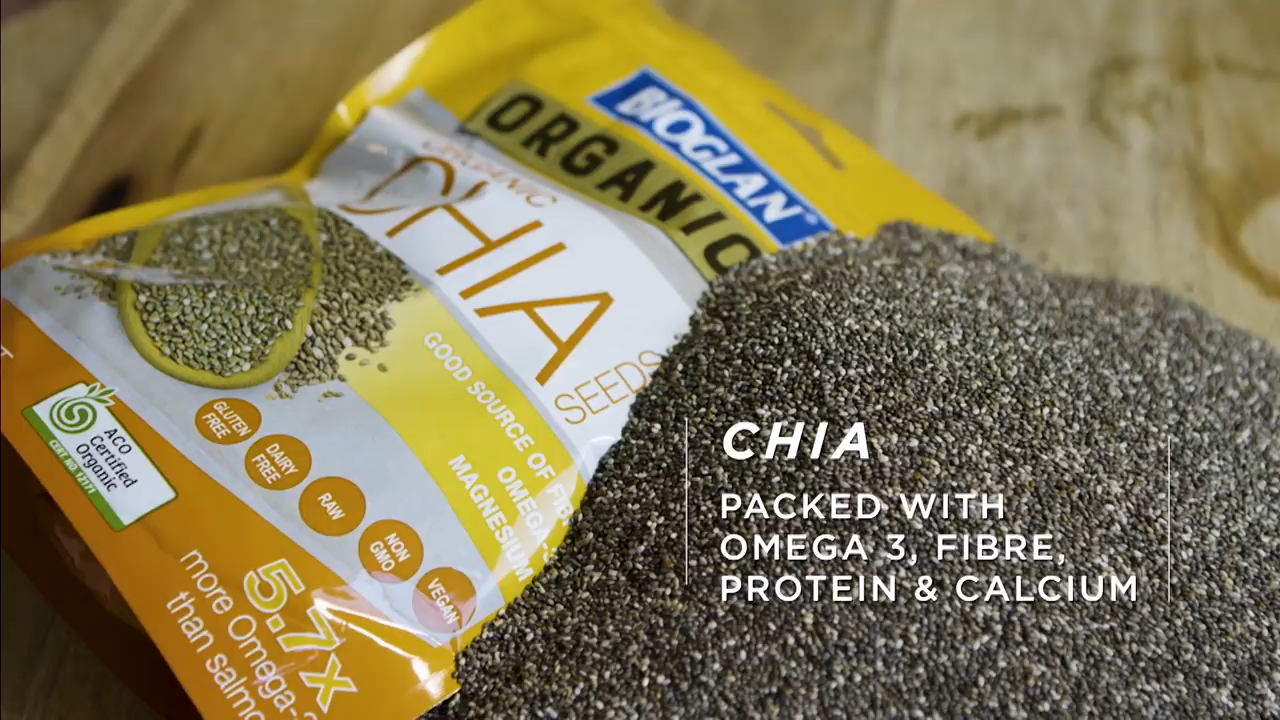 BIOGLAN®
ORGANIC
ORGANIC
CHIA
SEEDS
GOOD SOURCE OF
MAGNESIUM
GLUTEN
FREE
DAIRY
FREE
RAW
NON
GMO
VEGAN
ACO
Certified
Organic
5.7x
more Omega-
than
CHIA
PACKED WITH
OMEGA 3, FIBRE,
PROTEIN & CALCIUM